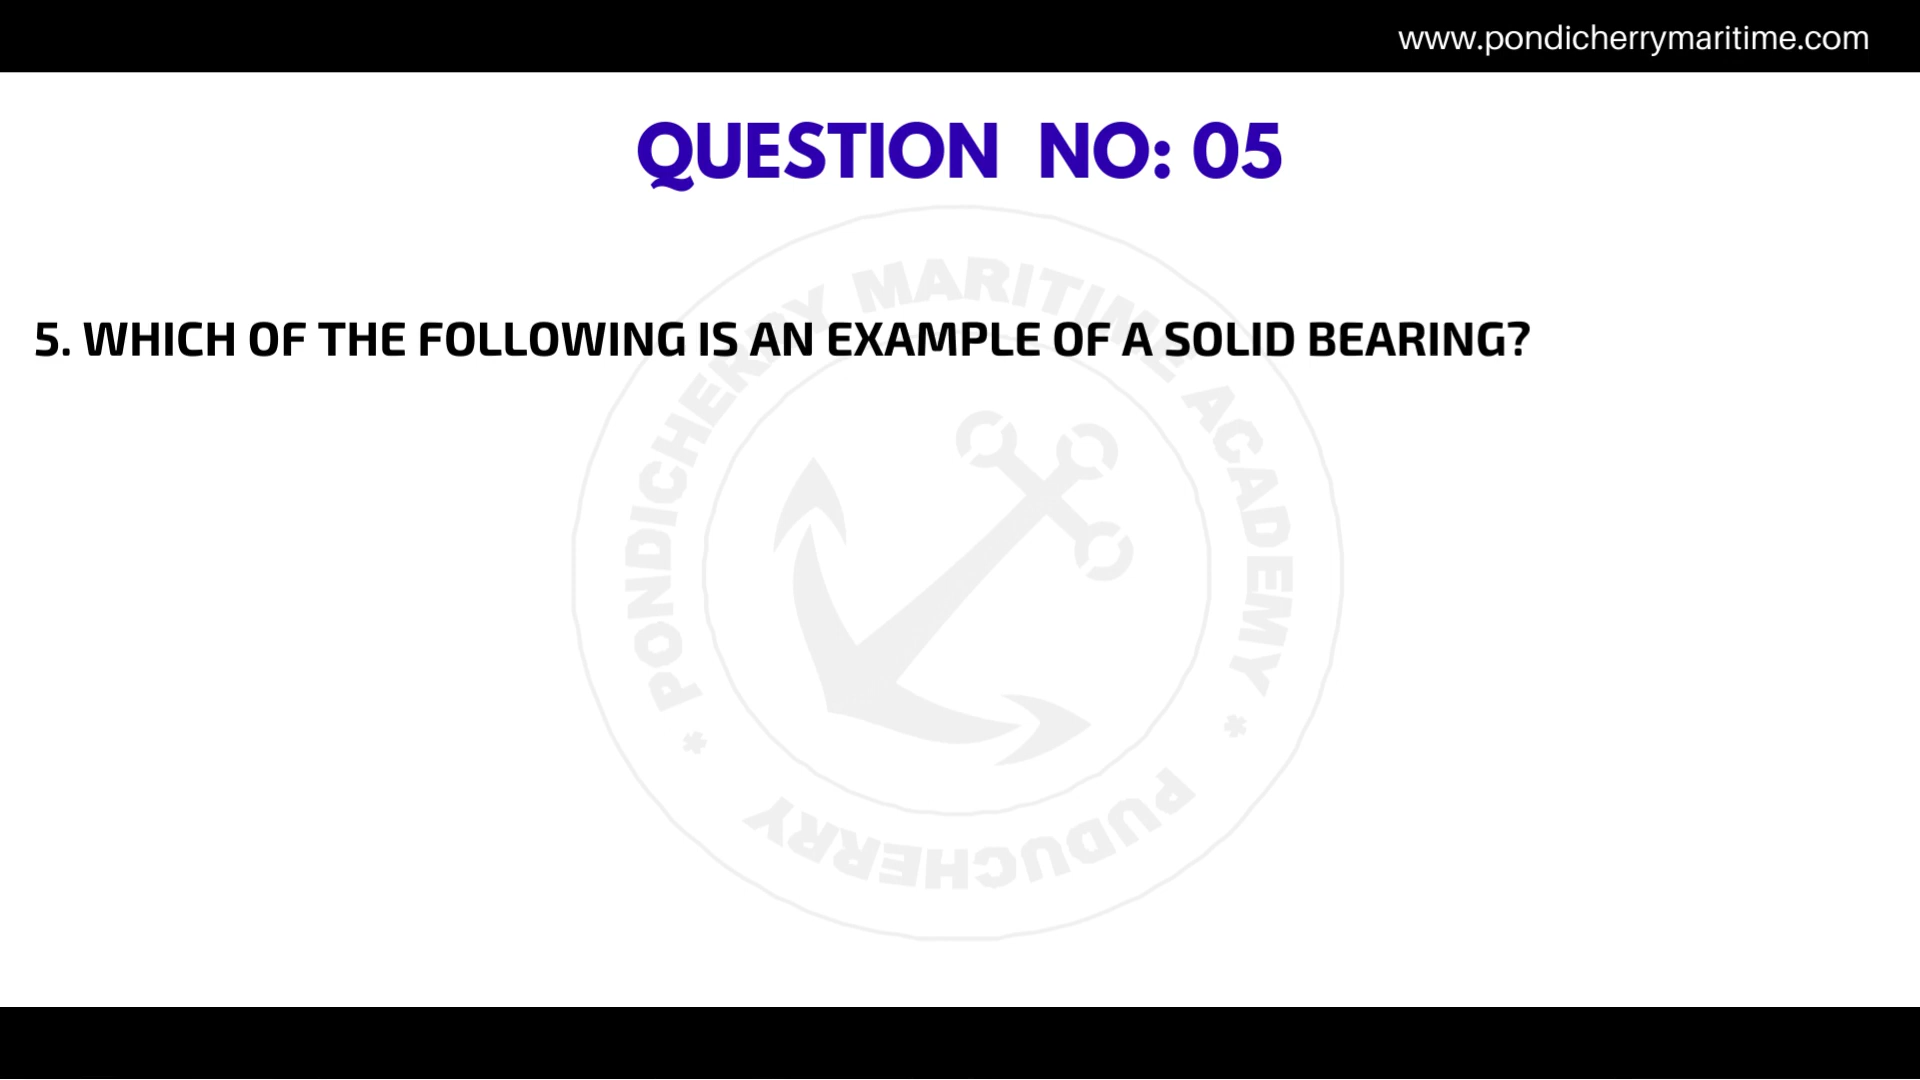 www.pondicherrymaritime.com
QUESTION NO: 05
5. WHICH OF THE FOLLOWING IS AN EXAMPLE OF A SOLID BEARING?
* PONDICHERRY MARITIME ACADEMY *
PUDUCHERRY